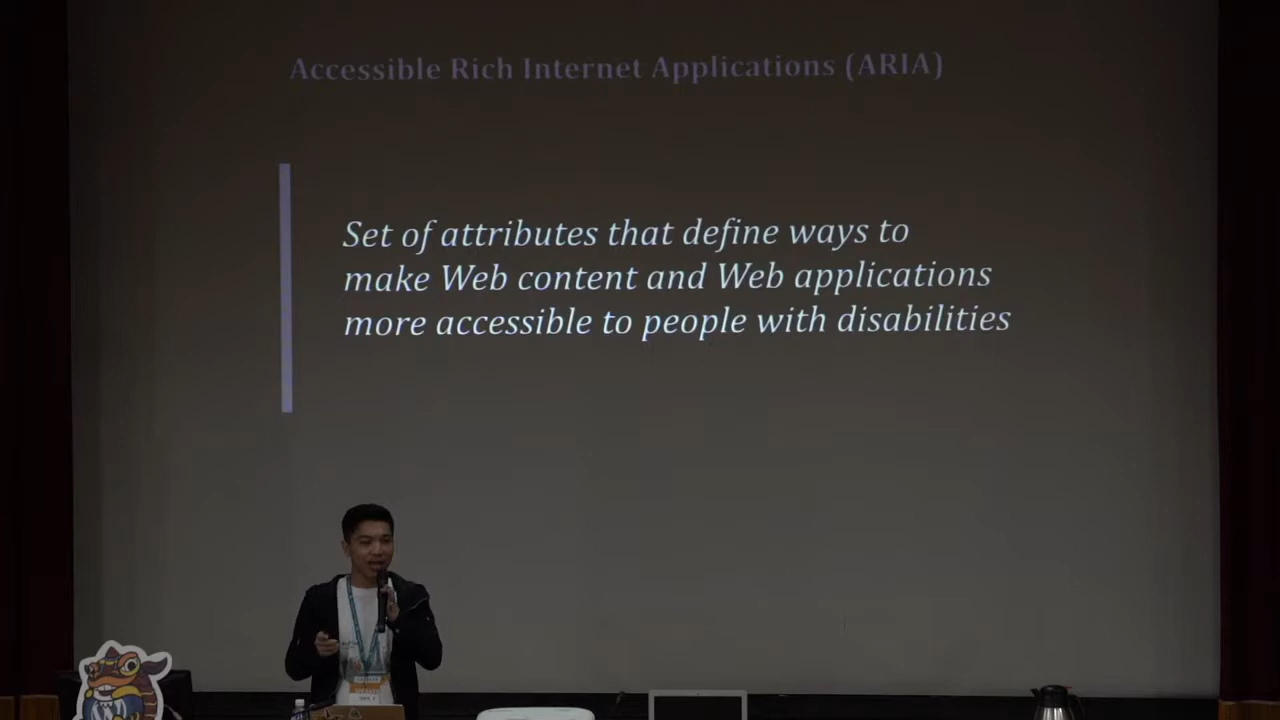 Accessible Rich Internet Applications (ARIA)
Set of attributes that define ways to
make Web content and Web applications
more accessible to people with disabilities